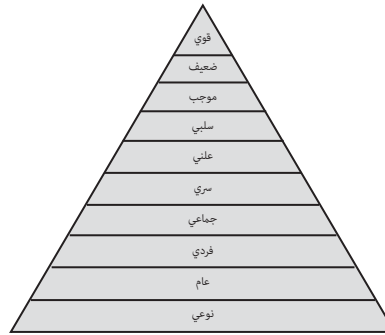 قوي
ضعيف
موجب
سلبي
علني
سري
جماعي
فردي
عام
نوعي